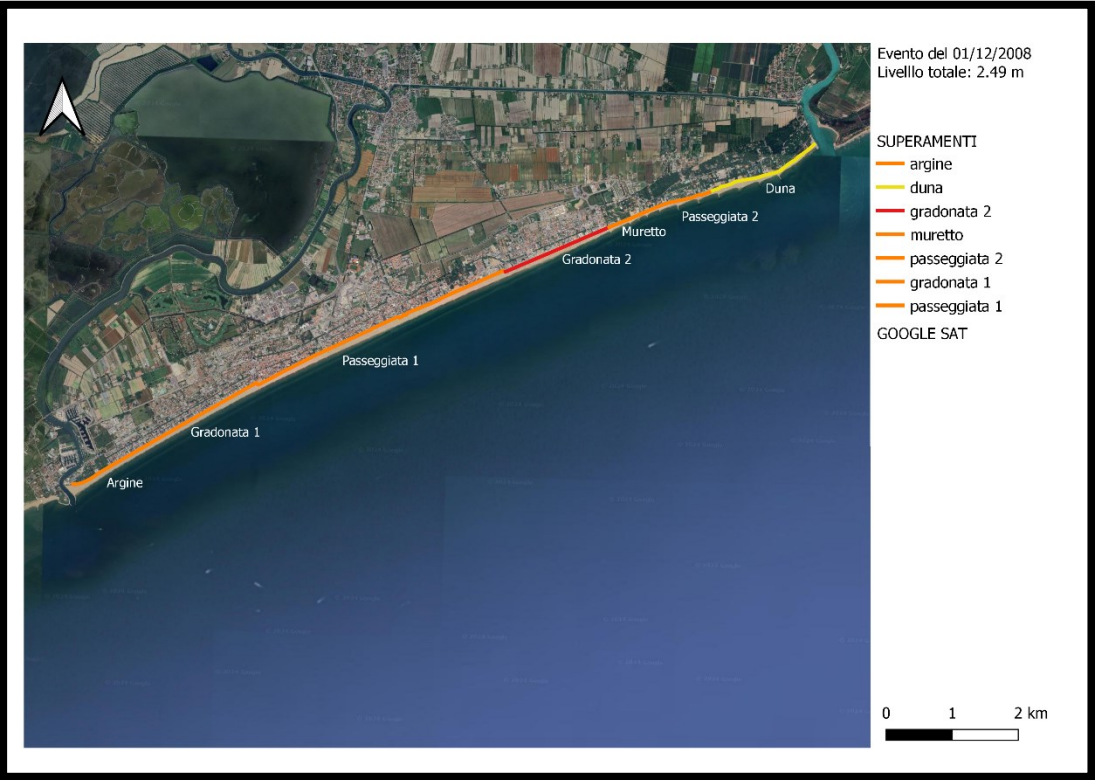 Evento del 01/12/2008
Livelllo totale: 2.49 m
SUPERAMENTI
argine
duna
gradonata 2
muretto
passeggiata 2
gradonata 1
passeggiata 1
GOOGLE SAT
Duna
Passeggiata 2
Muretto
Gradonata 2
Passeggiata 1
Gradonata 1
Argine
0 1 2 km